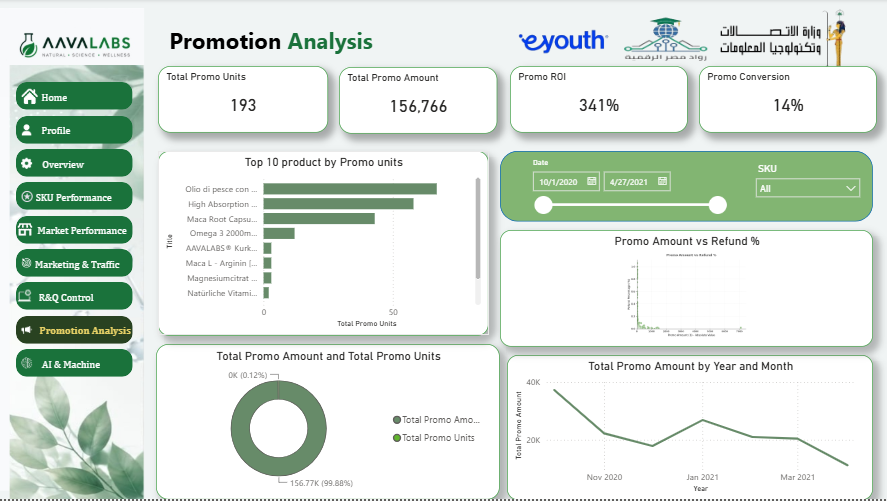 AAVALABS
NATURAL • SCIENCE • WELLNESS
Promotion Analysis
eyouth
رواد مصر الرقمية
وزارة الاتصالات
وتكنولوجيا المعلومات
Home
Profile
Overview
SKU Performance
Market Performance
Marketing & Traffic
R&Q Control
Promotion Analysis
AI & Machine
Total Promo Units
193
Total Promo Amount
156,766
Promo ROI
341%
Promo Conversion
14%
Top 10 product by Promo units
Title
Olio di pesce con ...
High Absorption ...
Maca Root Capsu...
Omega 3 2000m...
AAVALABS® Kurk...
Maca L - Arginin |...
Magnesiumcitrat ...
Natürliche Vitami...
0 50
Total Promo Units
Date
10/1/2020 4/27/2021
SKU
All
Promo Amount vs Refund %
Promo Amount vs Refund %
Total Promo Amount and Total Promo Units
0K (0.12%)
156.77K (99.88%)
Total Promo Amo...
Total Promo Units
Total Promo Amount by Year and Month
Total Promo Amount
40K
20K
Nov 2020 Jan 2021 Mar 2021
Year